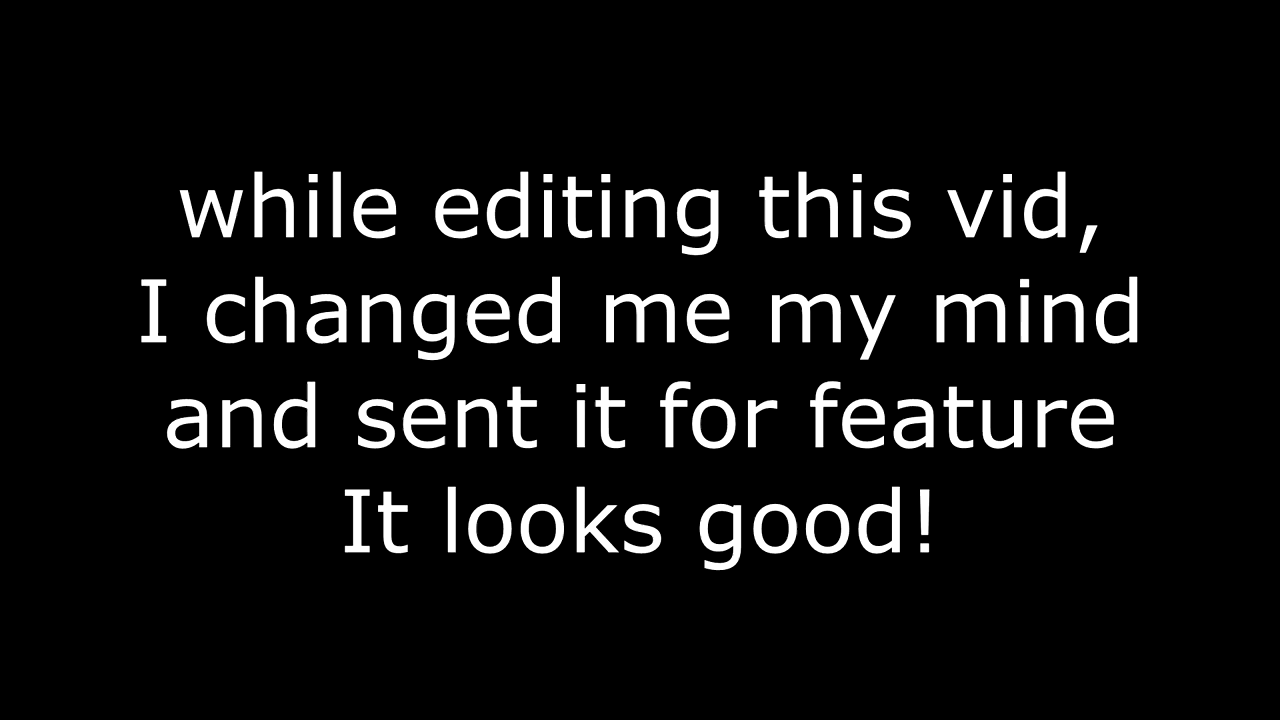 while editing this vid,
I changed me my mind
and sent it for feature
It looks good!